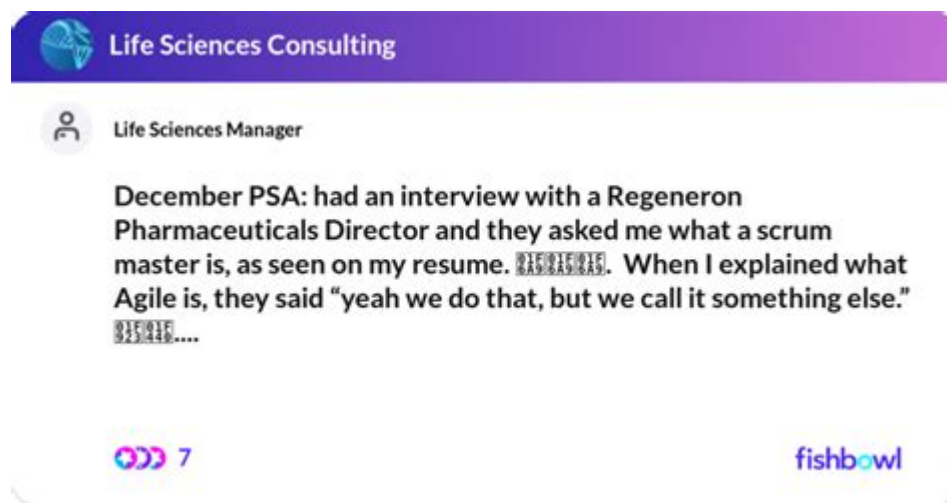 Life Sciences Consulting
Life Sciences Manager
December PSA: had an interview with a Regeneron
Pharmaceuticals Director and they asked me what a scrum
master is, as seen on my resume. 🚩🚩🚩. When I explained what
Agile is, they said “yeah we do that, but we call it something else.”
🤣👀....
7
fishbowl